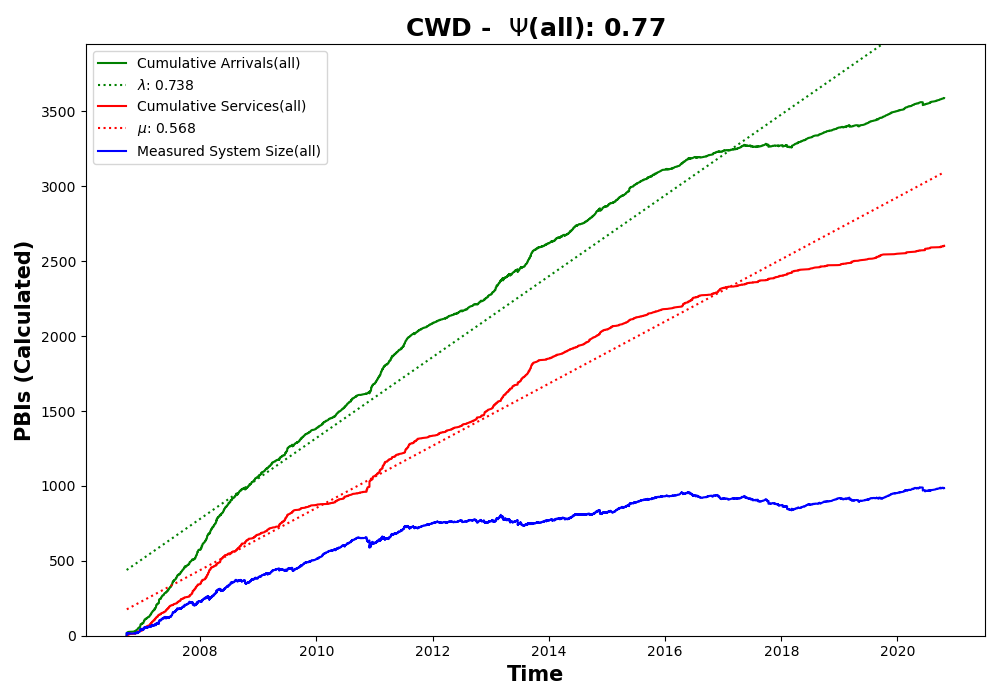 CWD - Ψ(all): 0.77
Cumulative Arrivals(all)
λ: 0.738
Cumulative Services(all)
μ: 0.568
Measured System Size(all)
PBIs (Calculated)
3500
3000
2500
2000
1500
1000
500
0
2008 2010 2012 2014 2016 2018 2020
Time